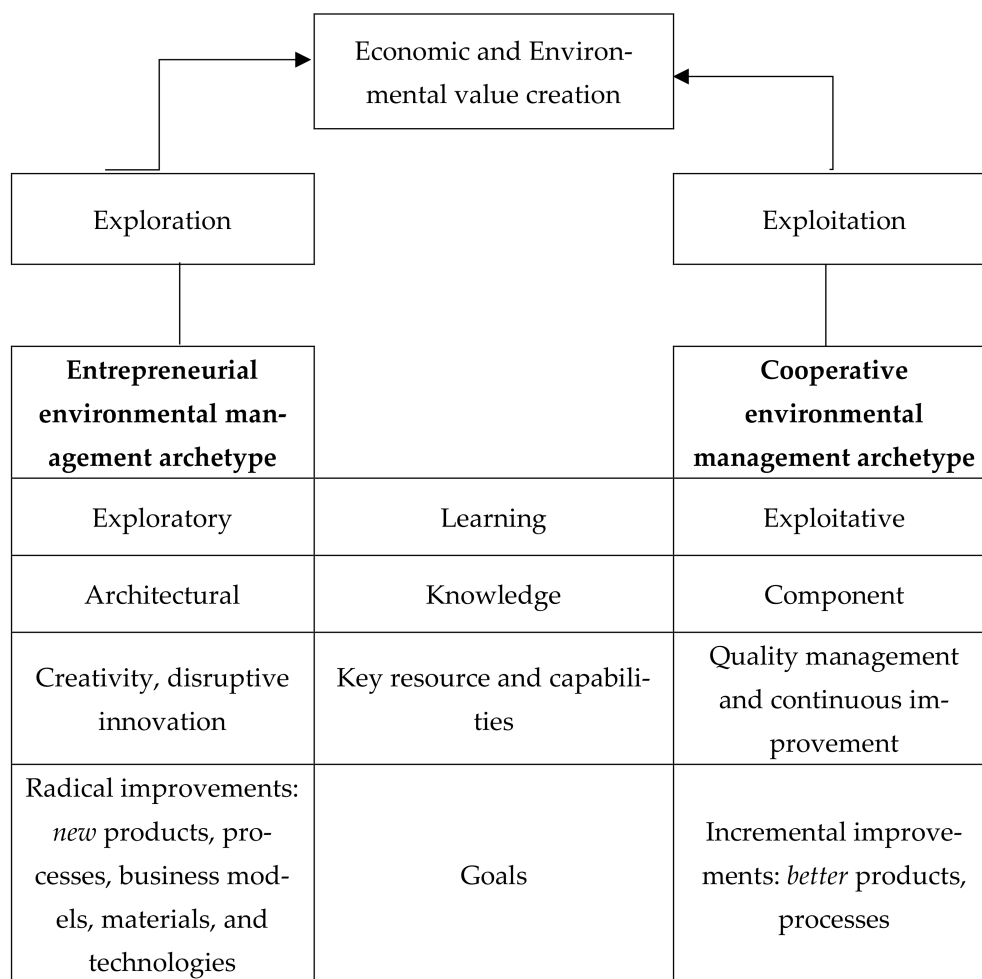 Economic and Environ-
mental value creation
Exploration
Exploitation
Entrepreneurial
environmental man-
agement archetype
Cooperative
environmental
management archetype
Exploratory
Learning
Exploitative
Architectural
Knowledge
Component
Creativity, disruptive
innovation
Key resource and capabili-
ties
Quality management
and continuous im-
provement
Radical improvements:
new products, pro-
cesses, business mod-
els, materials, and
technologies
Goals
Incremental improve-
ments: better products,
processes